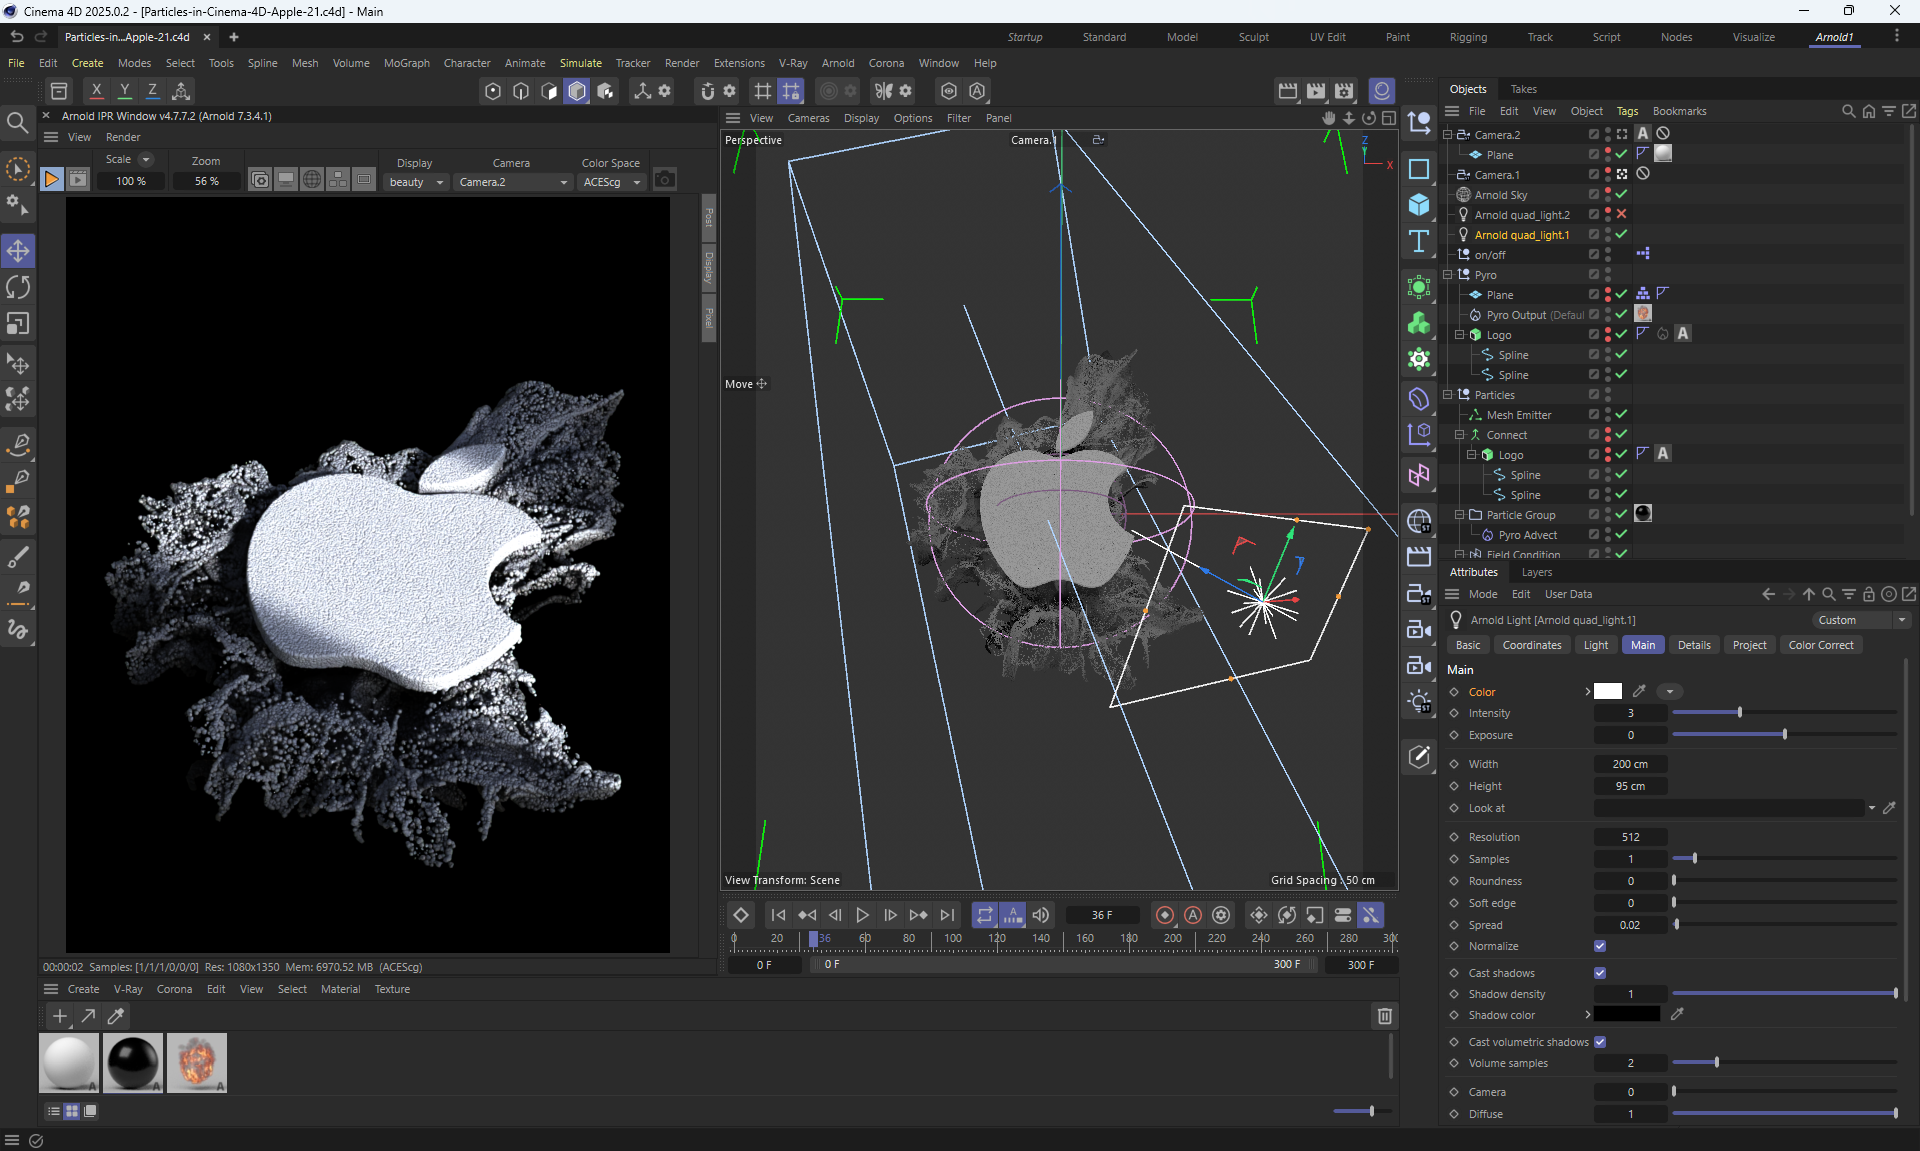 Cinema 4D 2025.0.2 - [Particles-in-Cinema-4D-Apple-21.c4d] - Main
Particles-in...Apple-21.c4d
Startup Standard Model Sculpt UV Edit Paint Rigging Track Script Nodes Visualize Arnold1
File Edit Create Modes Select Tools Spline Mesh Volume MoGraph Character Animate Simulate Tracker Render Extensions V-Ray Arnold Corona Window Help
X Y Z
Arnold IPR Window v4.7.7.2 (Arnold 7.3.4.1)
View Render
Scale Zoom Display Camera Color Space
100 % 56 % beauty Camera.2 ACEScg
Post
Display
Pixel
00:00:02 Samples: [1/1/1/0/0/0] Res: 1080x1350 Mem: 6970.52 MB (ACEScg)
View Cameras Display Options Filter Panel
Perspective
Camera.1
Z
Y
X
Move
View Transform: Scene
Grid Spacing : 50 cm
36 F
0 20 36 60 80 100 120 140 160 180 200 220 240 260 280 300
0 F 0 F 300 F 300 F
Create V-Ray Corona Edit View Select Material Texture
Objects Takes
File Edit View Object Tags Bookmarks
Camera.2
Plane
Camera.1
Arnold Sky
Arnold quad_light.2
Arnold quad_light.1
on/off
Pyro
Plane
Pyro Output (Defaul
Logo
Spline
Spline
Particles
Mesh Emitter
Connect
Logo
Spline
Spline
Particle Group
Pyro Advect
Field Condition
Attributes Layers
Mode Edit User Data
Arnold Light [Arnold quad_light.1]
Custom
Basic Coordinates Light Main Details Project Color Correct
Main
Color
Intensity 3
Exposure 0
Width 200 cm
Height 95 cm
Look at
Resolution 512
Samples 1
Roundness 0
Soft edge 0
Spread 0.02
Normalize
Cast shadows
Shadow density 1
Shadow color
Cast volumetric shadows
Volume samples 2
Camera 0
Diffuse 1